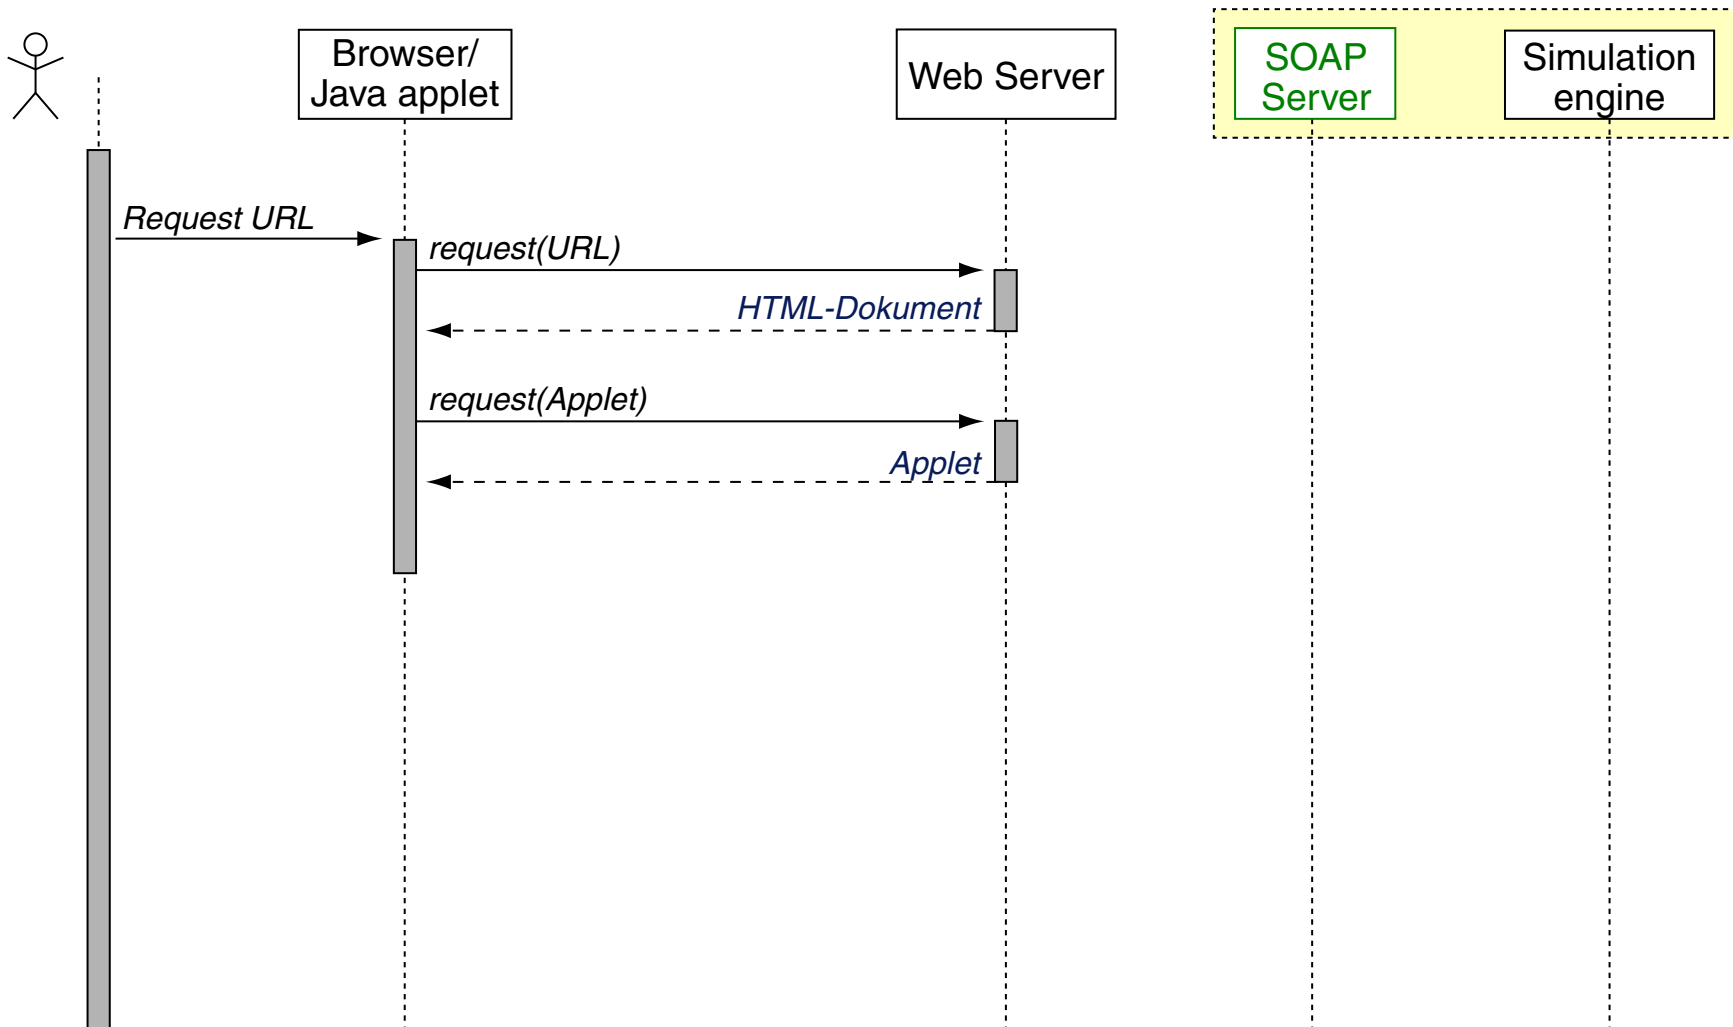 Browser/
Java applet
Web Server
SOAP
Server
Simulation
engine
Request URL
request(URL)
HTML-Dokument
request(Applet)
Applet